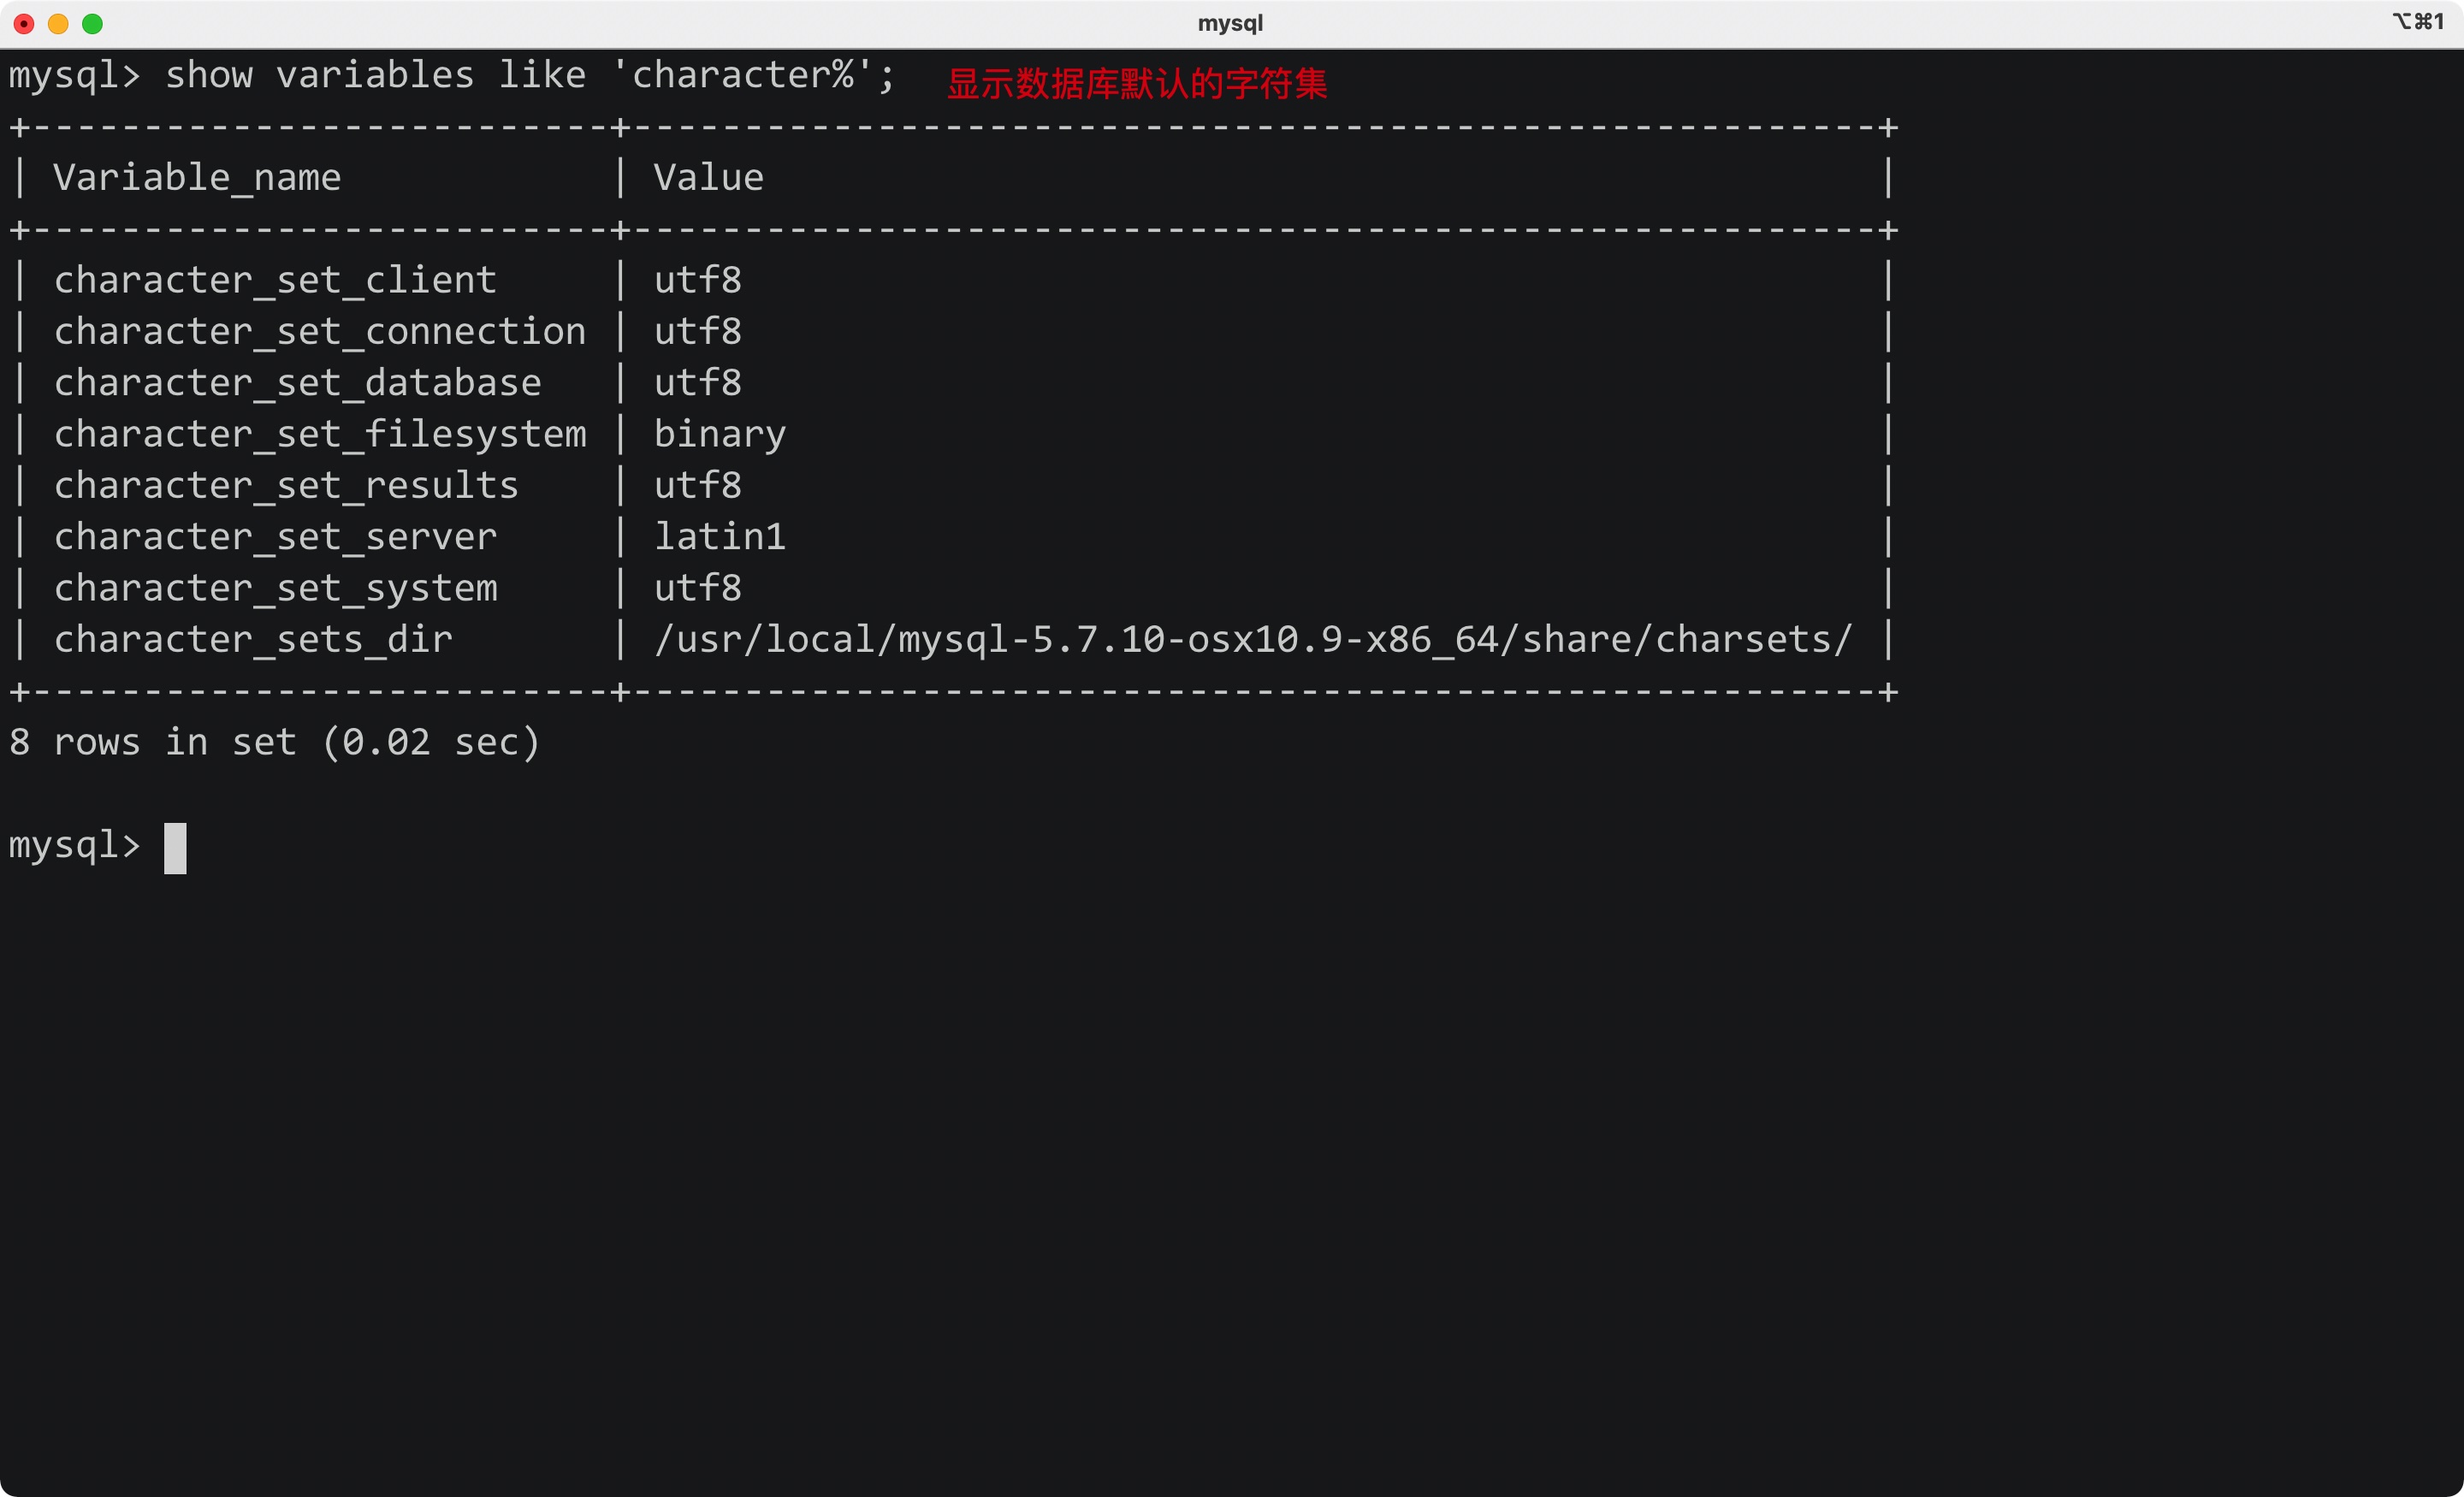 mysql
⌥⌘1
mysql> show variables like 'character%'; 显示数据库默认的字符集
+--------------------------+--------------------------------------------------------+
| Variable_name            | Value                                                  |
+--------------------------+--------------------------------------------------------+
| character_set_client     | utf8                                                   |
| character_set_connection | utf8                                                   |
| character_set_database   | utf8                                                   |
| character_set_filesystem | binary                                                 |
| character_set_results    | utf8                                                   |
| character_set_server     | latin1                                                 |
| character_set_system     | utf8                                                   |
| character_sets_dir       | /usr/local/mysql-5.7.10-osx10.9-x86_64/share/charsets/ |
+--------------------------+--------------------------------------------------------+
8 rows in set (0.02 sec)
mysql>